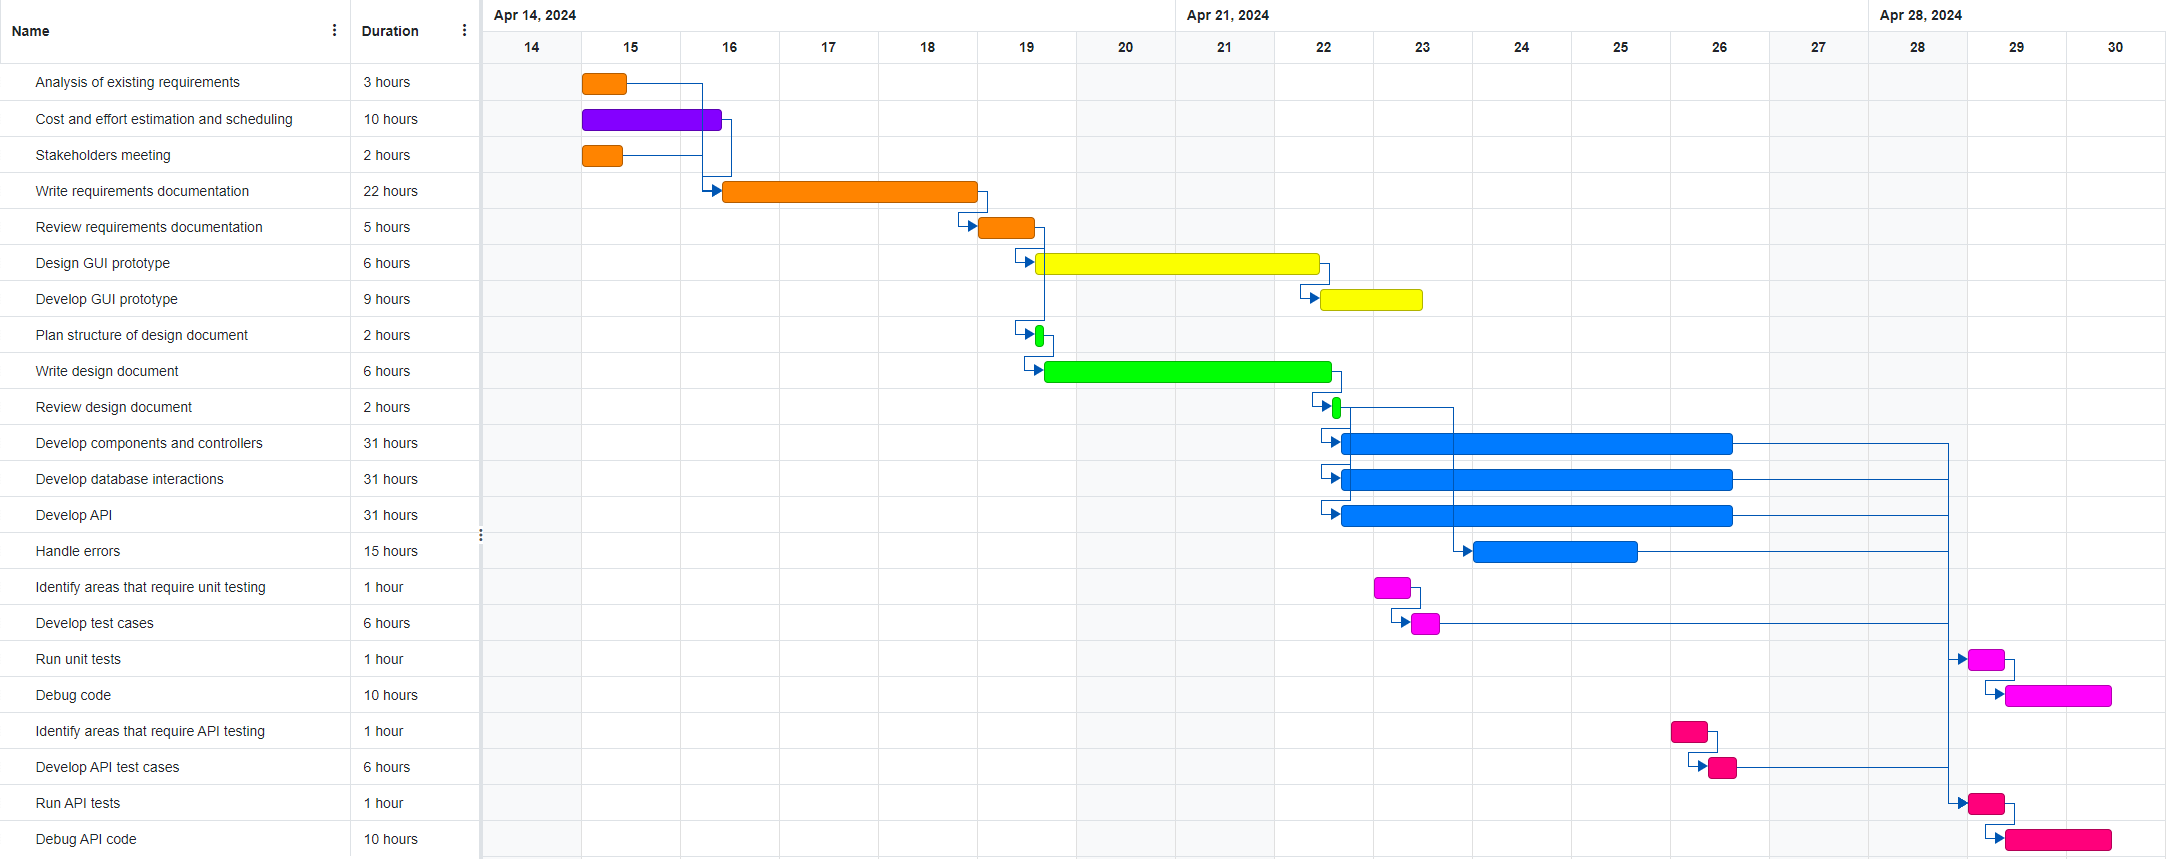 Apr 14, 2024 Apr 21, 2024 Apr 28, 2024
Name Duration
14 15 16 17 18 19 20 21 22 23 24 25 26 27 28 29 30
Analysis of existing requirements 3 hours
Cost and effort estimation and scheduling 10 hours
Stakeholders meeting 2 hours
Write requirements documentation 22 hours
Review requirements documentation 5 hours
Design GUI prototype 6 hours
Develop GUI prototype 9 hours
Plan structure of design document 2 hours
Write design document 6 hours
Review design document 2 hours
Develop components and controllers 31 hours
Develop database interactions 31 hours
Develop API 31 hours
Handle errors 15 hours
Identify areas that require unit testing 1 hour
Develop test cases 6 hours
Run unit tests 1 hour
Debug code 10 hours
Identify areas that require API testing 1 hour
Develop API test cases 6 hours
Run API tests 1 hour
Debug API code 10 hours